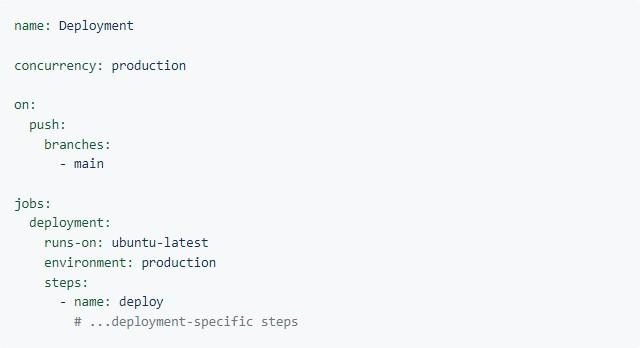 name: Deployment
concurrency: production
on:
  push:
    branches:
      - main
jobs:
  deployment:
    runs-on: ubuntu-latest
    environment: production
    steps:
      - name: deploy
        # ...deployment-specific steps